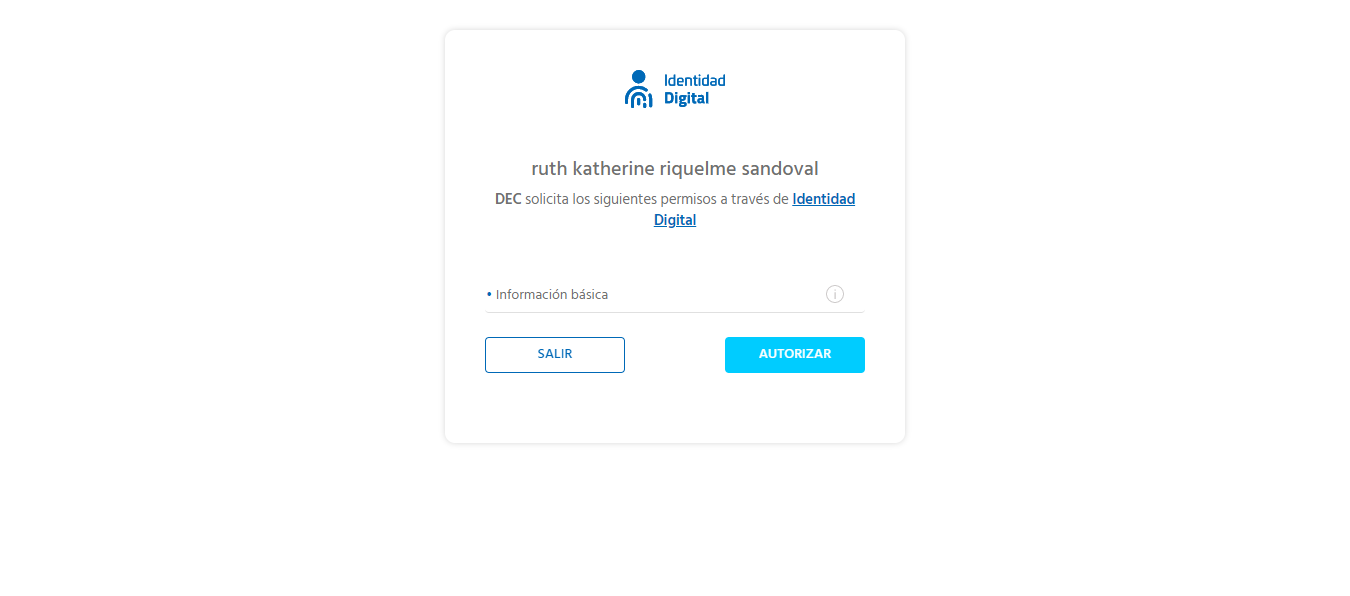 Identidad
Digital
ruth katherine riquelme sandoval
DEC solicita los siguientes permisos a través de Identidad
Digital
• Información básica
SALIR
AUTORIZAR